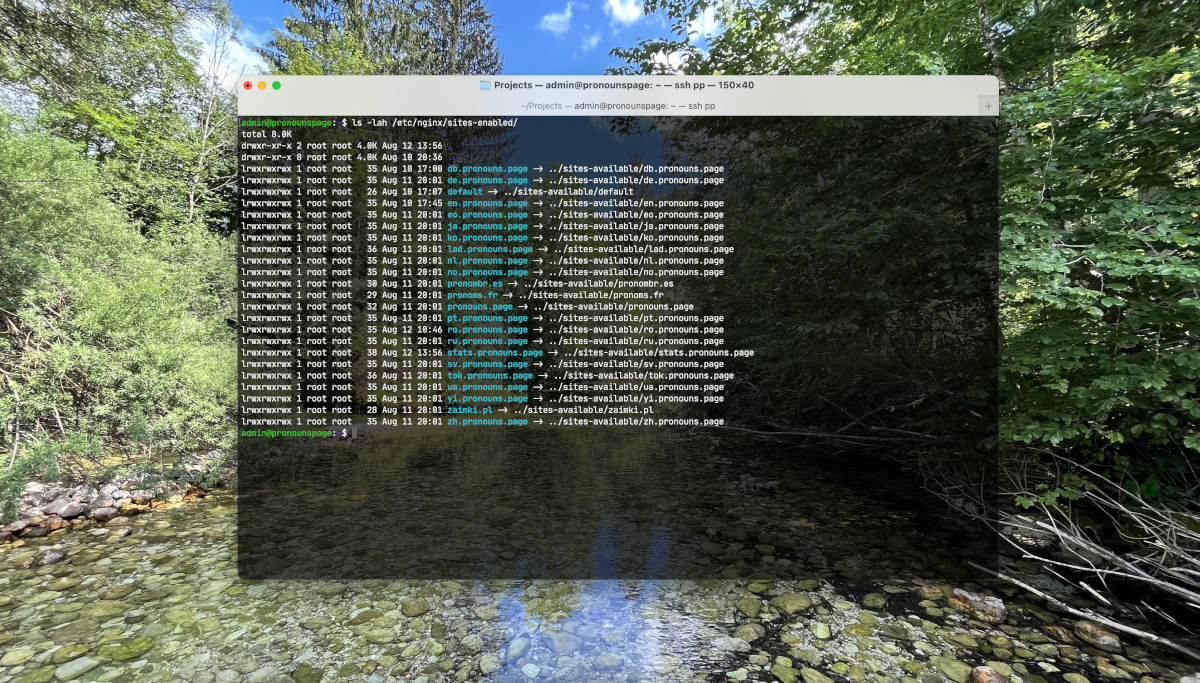 Projects — admin@pronounspage: ~ — ssh pp — 150×40
~/Projects — admin@pronounspage: ~ — ssh pp
admin@pronounspage: $ ls -lah /etc/nginx/sites-enabled/
total 8.0K
drwxr-xr-x 2 root root 4.0K Aug 12 13:56
drwxr-xr-x 8 root root 4.0K Aug 10 20:36
lrwxrwxrwx 1 root root 35 Aug 10 17:00 db.pronouns.page -> ../sites-available/db.pronouns.page
lrwxrwxrwx 1 root root 35 Aug 11 20:01 de.pronouns.page -> ../sites-available/de.pronouns.page
lrwxrwxrwx 1 root root 26 Aug 10 17:07 default -> ../sites-available/default
lrwxrwxrwx 1 root root 35 Aug 10 17:45 en.pronouns.page -> ../sites-available/en.pronouns.page
lrwxrwxrwx 1 root root 35 Aug 11 20:01 eo.pronouns.page -> ../sites-available/eo.pronouns.page
lrwxrwxrwx 1 root root 35 Aug 11 20:01 ja.pronouns.page -> ../sites-available/ja.pronouns.page
lrwxrwxrwx 1 root root 35 Aug 11 20:01 ko.pronouns.page -> ../sites-available/ko.pronouns.page
lrwxrwxrwx 1 root root 36 Aug 11 20:01 lad.pronouns.page -> ../sites-available/lad.pronouns.page
lrwxrwxrwx 1 root root 35 Aug 11 20:01 nl.pronouns.page -> ../sites-available/nl.pronouns.page
lrwxrwxrwx 1 root root 35 Aug 11 20:01 no.pronouns.page -> ../sites-available/no.pronouns.page
lrwxrwxrwx 1 root root 30 Aug 11 20:01 pronombr.es -> ../sites-available/pronombr.es
lrwxrwxrwx 1 root root 29 Aug 11 20:01 pronoms.fr -> ../sites-available/pronoms.fr
lrwxrwxrwx 1 root root 32 Aug 11 20:01 pronouns.page -> ../sites-available/pronouns.page
lrwxrwxrwx 1 root root 35 Aug 11 20:01 pt.pronouns.page -> ../sites-available/pt.pronouns.page
lrwxrwxrwx 1 root root 35 Aug 12 10:46 ro.pronouns.page -> ../sites-available/ro.pronouns.page
lrwxrwxrwx 1 root root 35 Aug 11 20:01 ru.pronouns.page -> ../sites-available/ru.pronouns.page
lrwxrwxrwx 1 root root 38 Aug 12 13:56 stats.pronouns.page -> ../sites-available/stats.pronouns.page
lrwxrwxrwx 1 root root 35 Aug 11 20:01 sv.pronouns.page -> ../sites-available/sv.pronouns.page
lrwxrwxrwx 1 root root 36 Aug 11 20:01 tok.pronouns.page -> ../sites-available/tok.pronouns.page
lrwxrwxrwx 1 root root 35 Aug 11 20:01 ua.pronouns.page -> ../sites-available/ua.pronouns.page
lrwxrwxrwx 1 root root 35 Aug 11 20:01 yi.pronouns.page -> ../sites-available/yi.pronouns.page
lrwxrwxrwx 1 root root 28 Aug 11 20:01 zaimki.pl -> ../sites-available/zaimki.pl
lrwxrwxrwx 1 root root 35 Aug 11 20:01 zh.pronouns.page -> ../sites-available/zh.pronouns.page
admin@pronounspage: $